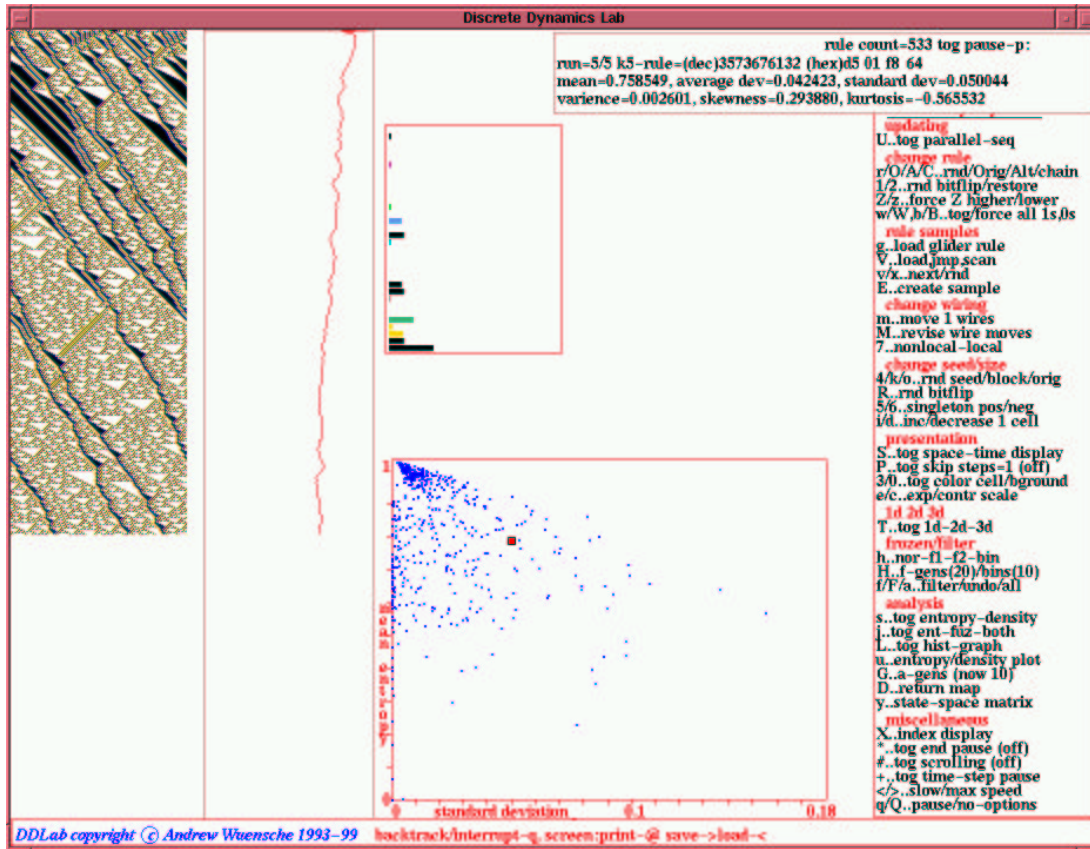 Discrete Dynamics Lab
rule count=533 tog pause-p:
run=5/5 k5-rule=(dec)3573676132 (hex)d5 01 f8 64
mean=0.758549, average dev=0.042423, standard dev=0.050044
varience=0.002601, skewness=0.293880, kurtosis=-0.565532
updating
U..tog parallel-seq
change rule
r/O/A/C..rnd/Orig/Alt/chain
1/2..rnd bitflip/restore
Z/z..force Z higher/lower
w/W,b/B..tog/force all 1s,0s
rule samples
g..load glider rule
V..load,jmp,scan
v/x..next/rnd
E..create sample
change wiring
m..move 1 wires
M..revise wire moves
7..nonlocal-local
change seed/size
4/k/o..rnd seed/block/orig
R..rnd bitflip
5/6..singleton pos/neg
i/d..inc/decrease 1 cell
presentation
S..tog space-time display
P..tog skip steps=1 (off)
3/0..tog color cell/bground
e/c..exp/contr scale
1d 2d 3d
T..tog 1d-2d-3d
frozen/filter
h..nor-f1-f2-bin
H..f-gens(20)/bins(10)
f/F/a..filter/undo/all
analysis
s..tog entropy-density
j..tog ent-fuz-both
L..tog hist-graph
u..entropy/density plot
G..a-gens (now 10)
D..return map
y..state-space matrix
miscellaneous
X..index display
*..tog end pause (off)
#..tog scrolling (off)
+..tog time-step pause
</>..slow/max speed
q/Q..pause/no-options
1
0
0
standard deviation
0.1
0.18
DDLab copyright © Andrew Wuensche 1993-99
backtrack/interrupt-q, screen:print-@ save->load-<